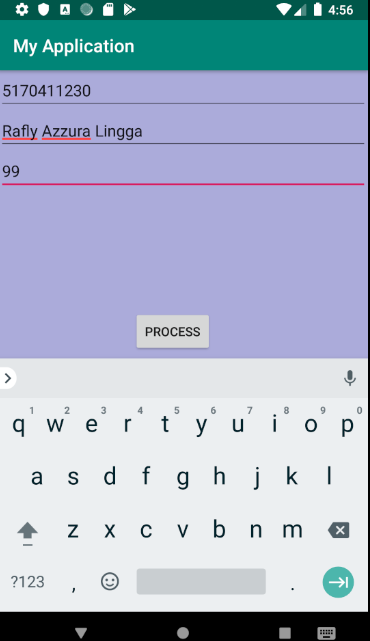 4:56
My Application
5170411230
Rafly Azzura Lingga
99
PROCESS
1 2 3 4 5 6 7 8 9 0
q w e r t y u i o p
a s d f g h j k l
z x c v b n m
?123 , .